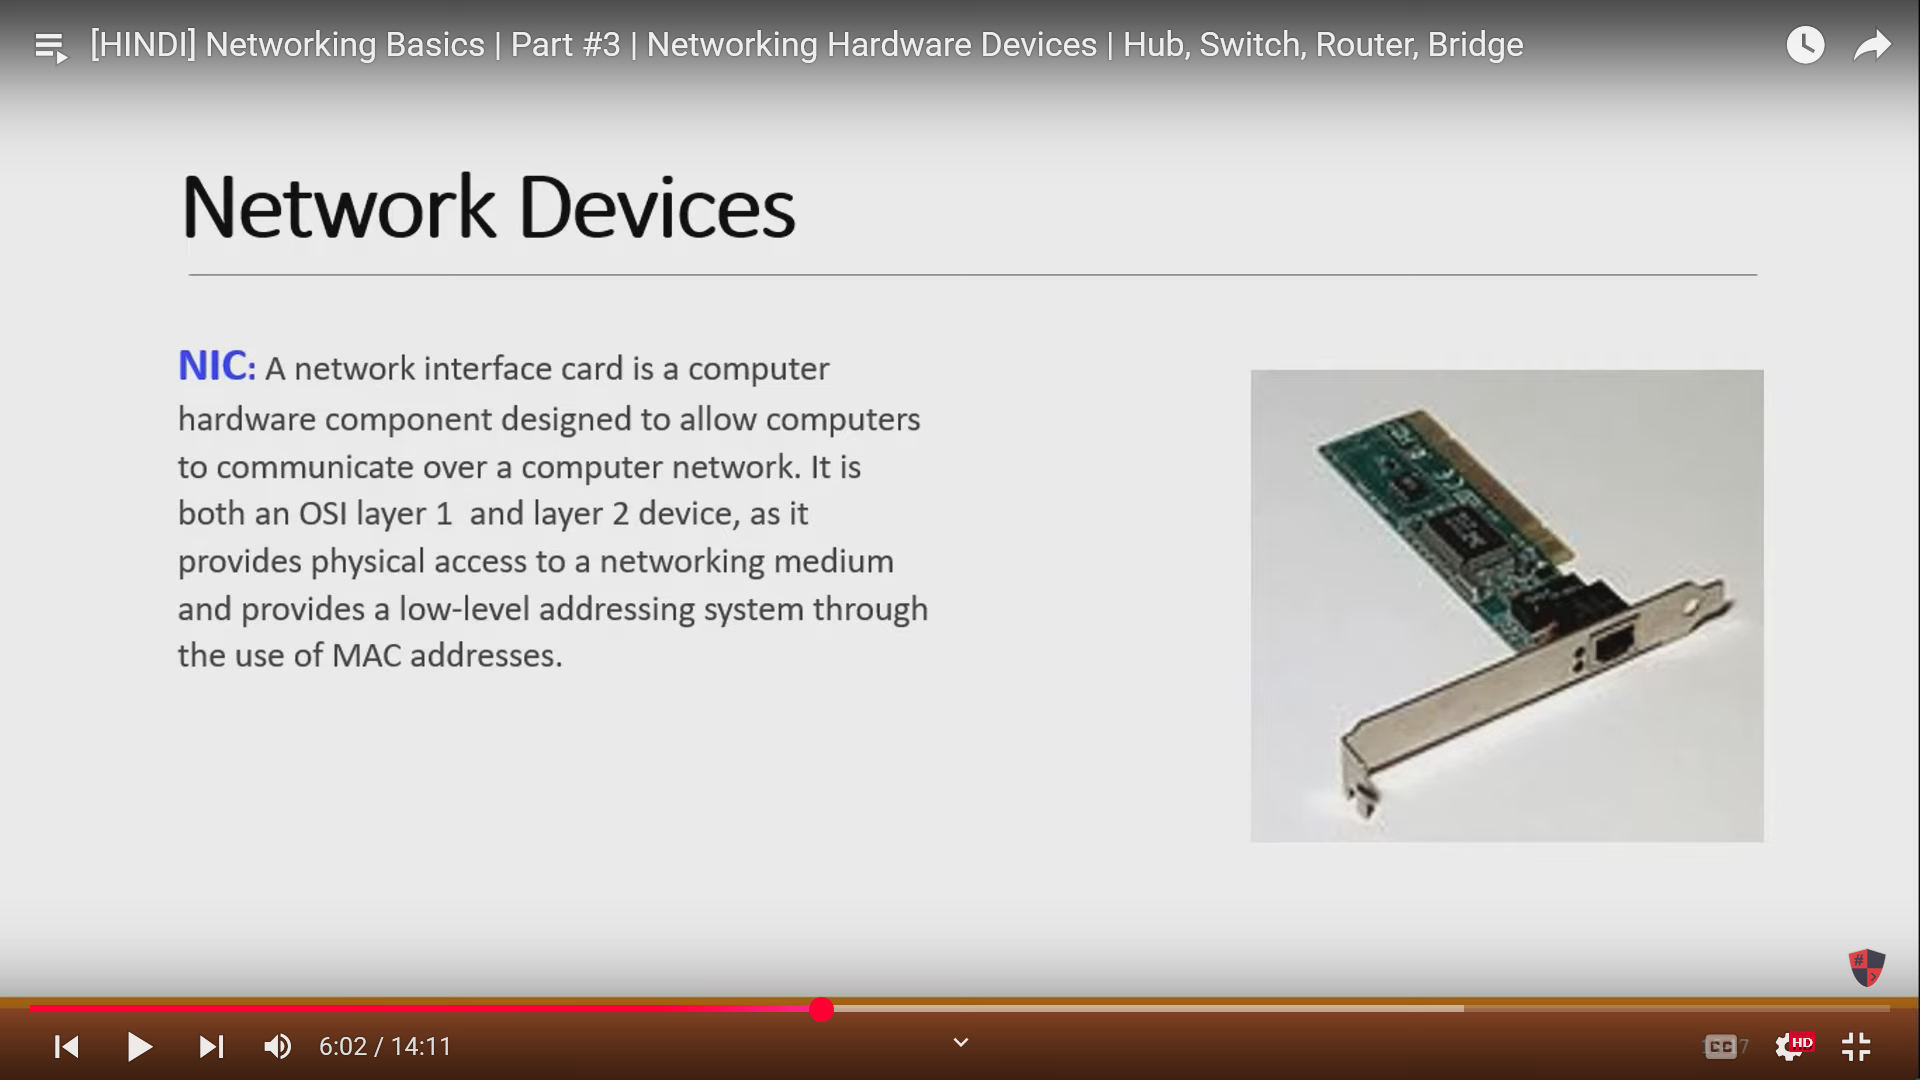 [HINDI] Networking Basics | Part #3 | Networking Hardware Devices | Hub, Switch, Router, Bridge
Network Devices
NIC: A network interface card is a computer
hardware component designed to allow computers
to communicate over a computer network. It is
both an OSI layer 1  and layer 2 device, as it
provides physical access to a networking medium
and provides a low-level addressing system through
the use of MAC addresses.
6:02 / 14:11
CC
HD